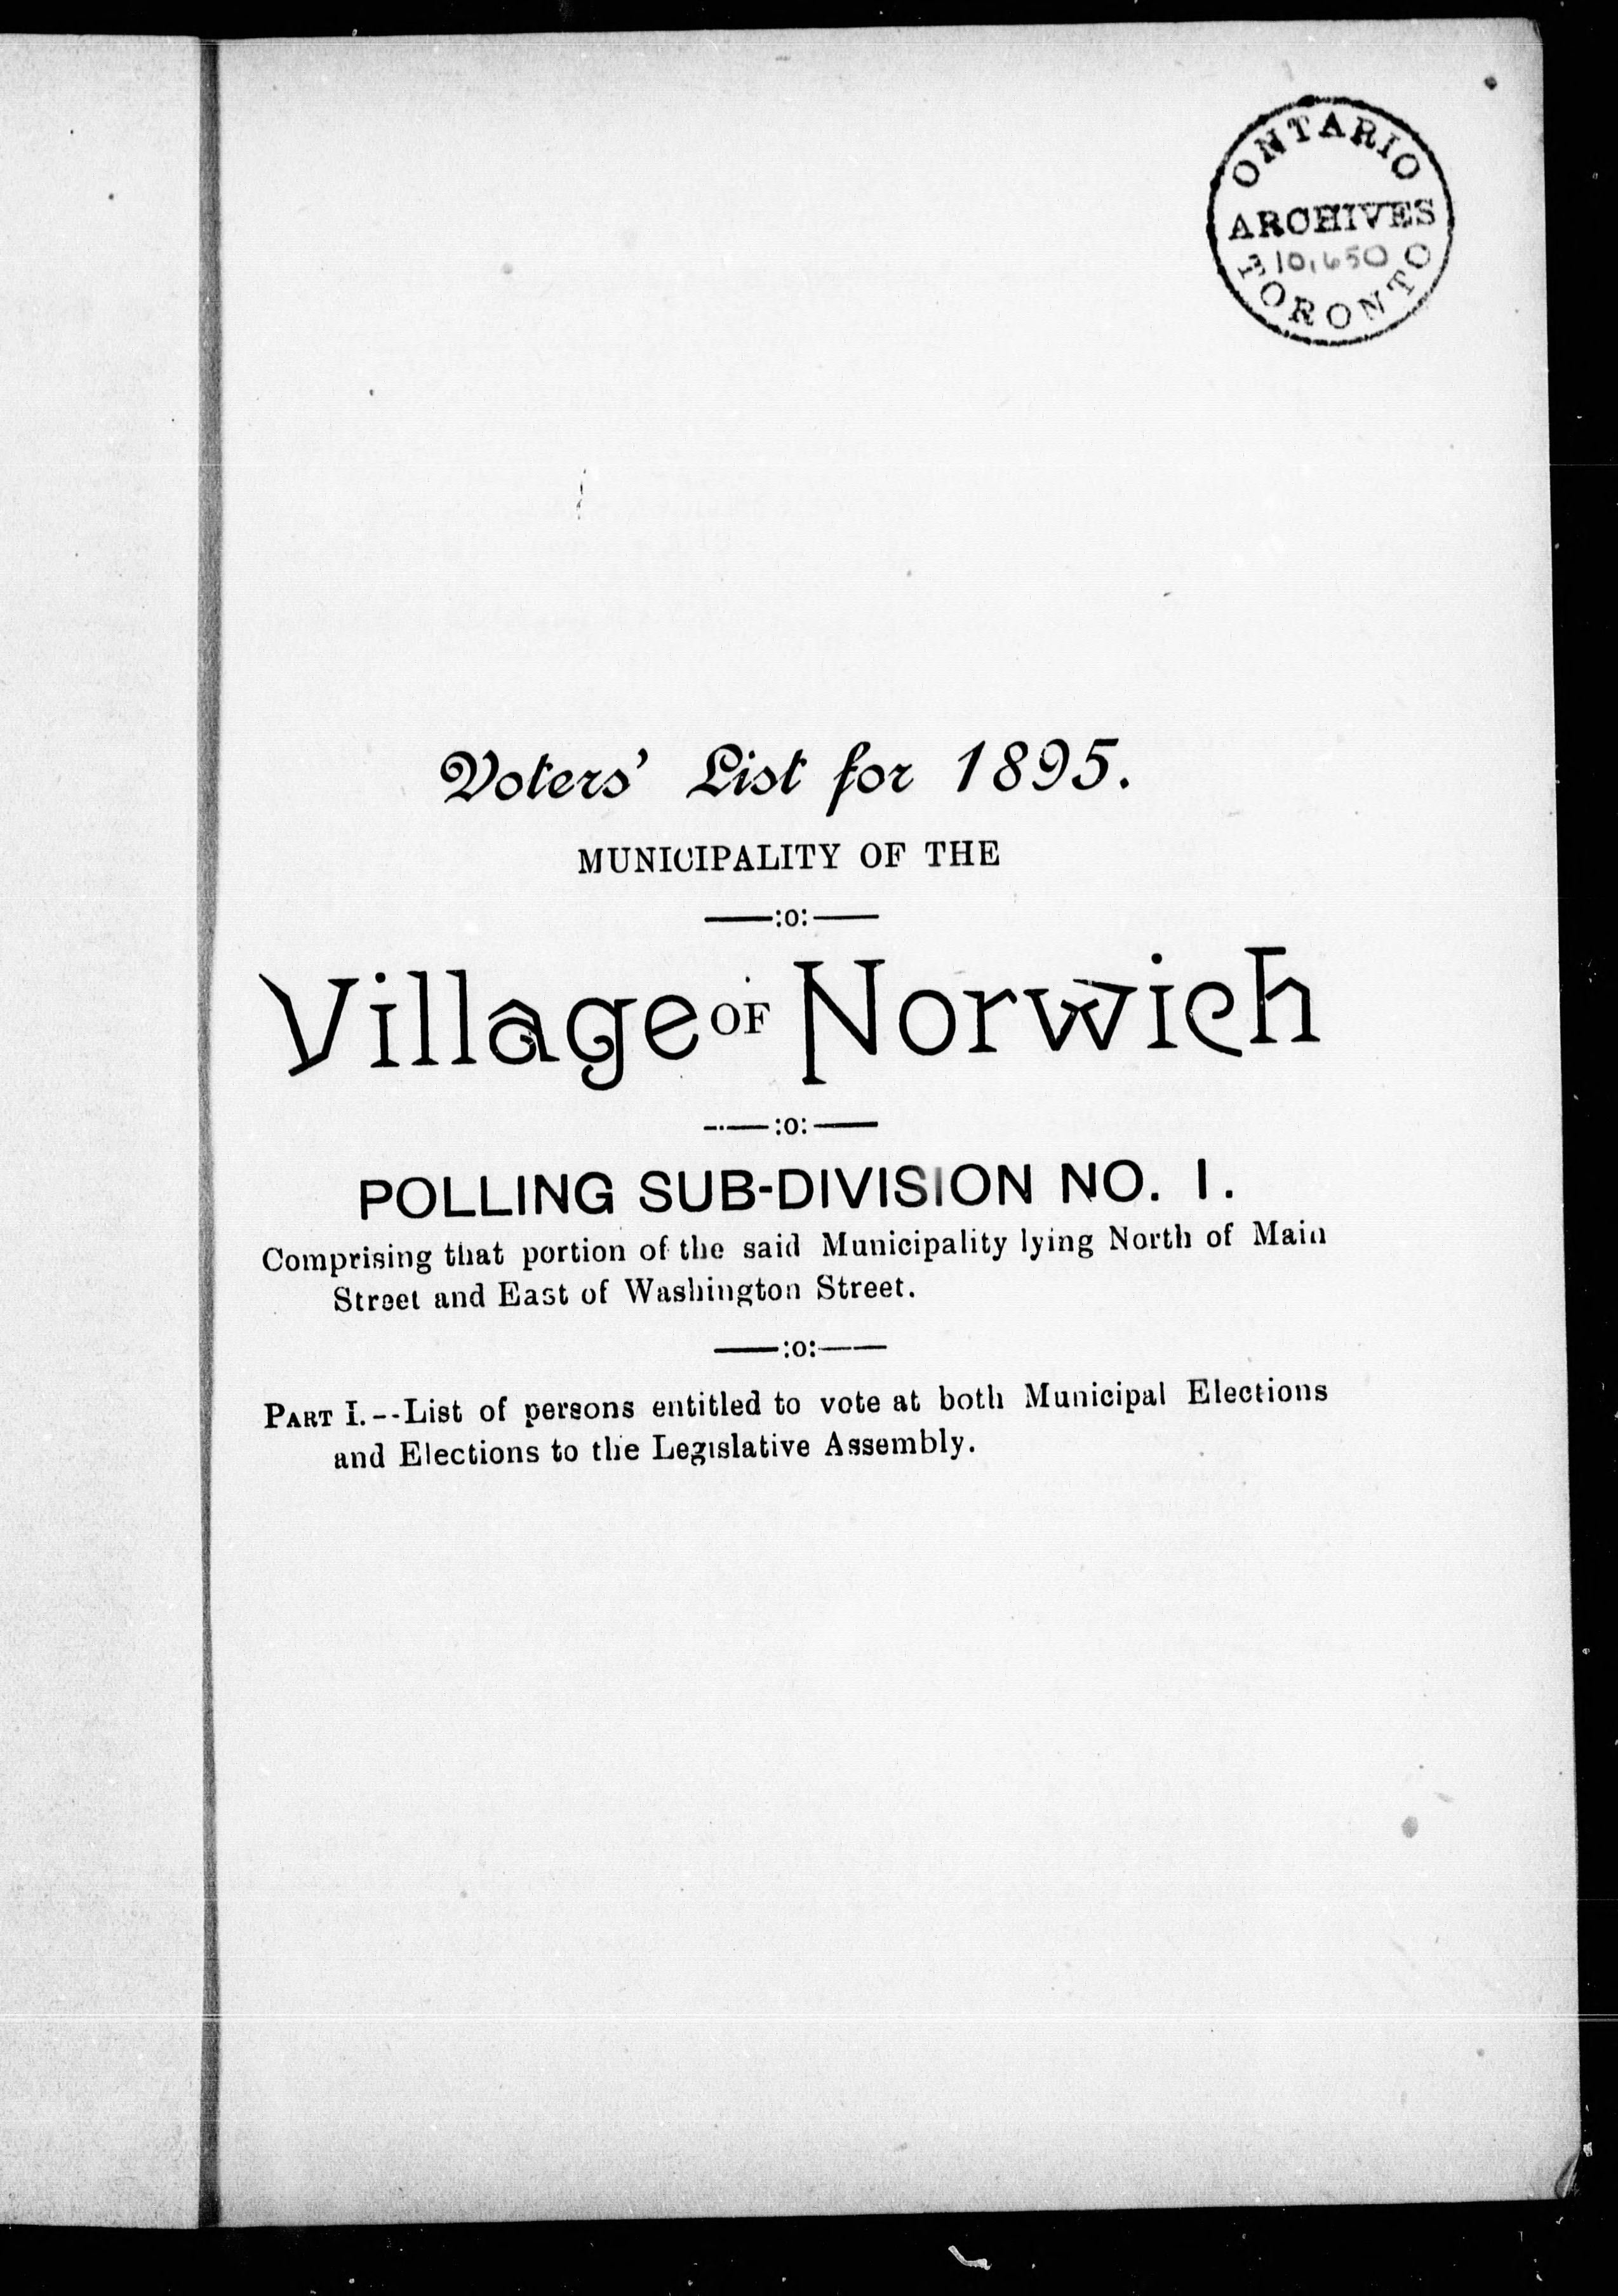 ONTARIO
ARCHIVES
10,650
TORONTO
Voters' List for 1895.
MUNICIPALITY OF THE
——:o:——
Village OF Norwich
——:o:——
POLLING SUB-DIVISION NO. 1.
Comprising that portion of the said Municipality lying North of Main
Street and East of Washington Street.
——:o:——
PART I.--List of persons entitled to vote at both Municipal Elections
and Elections to the Legislative Assembly.